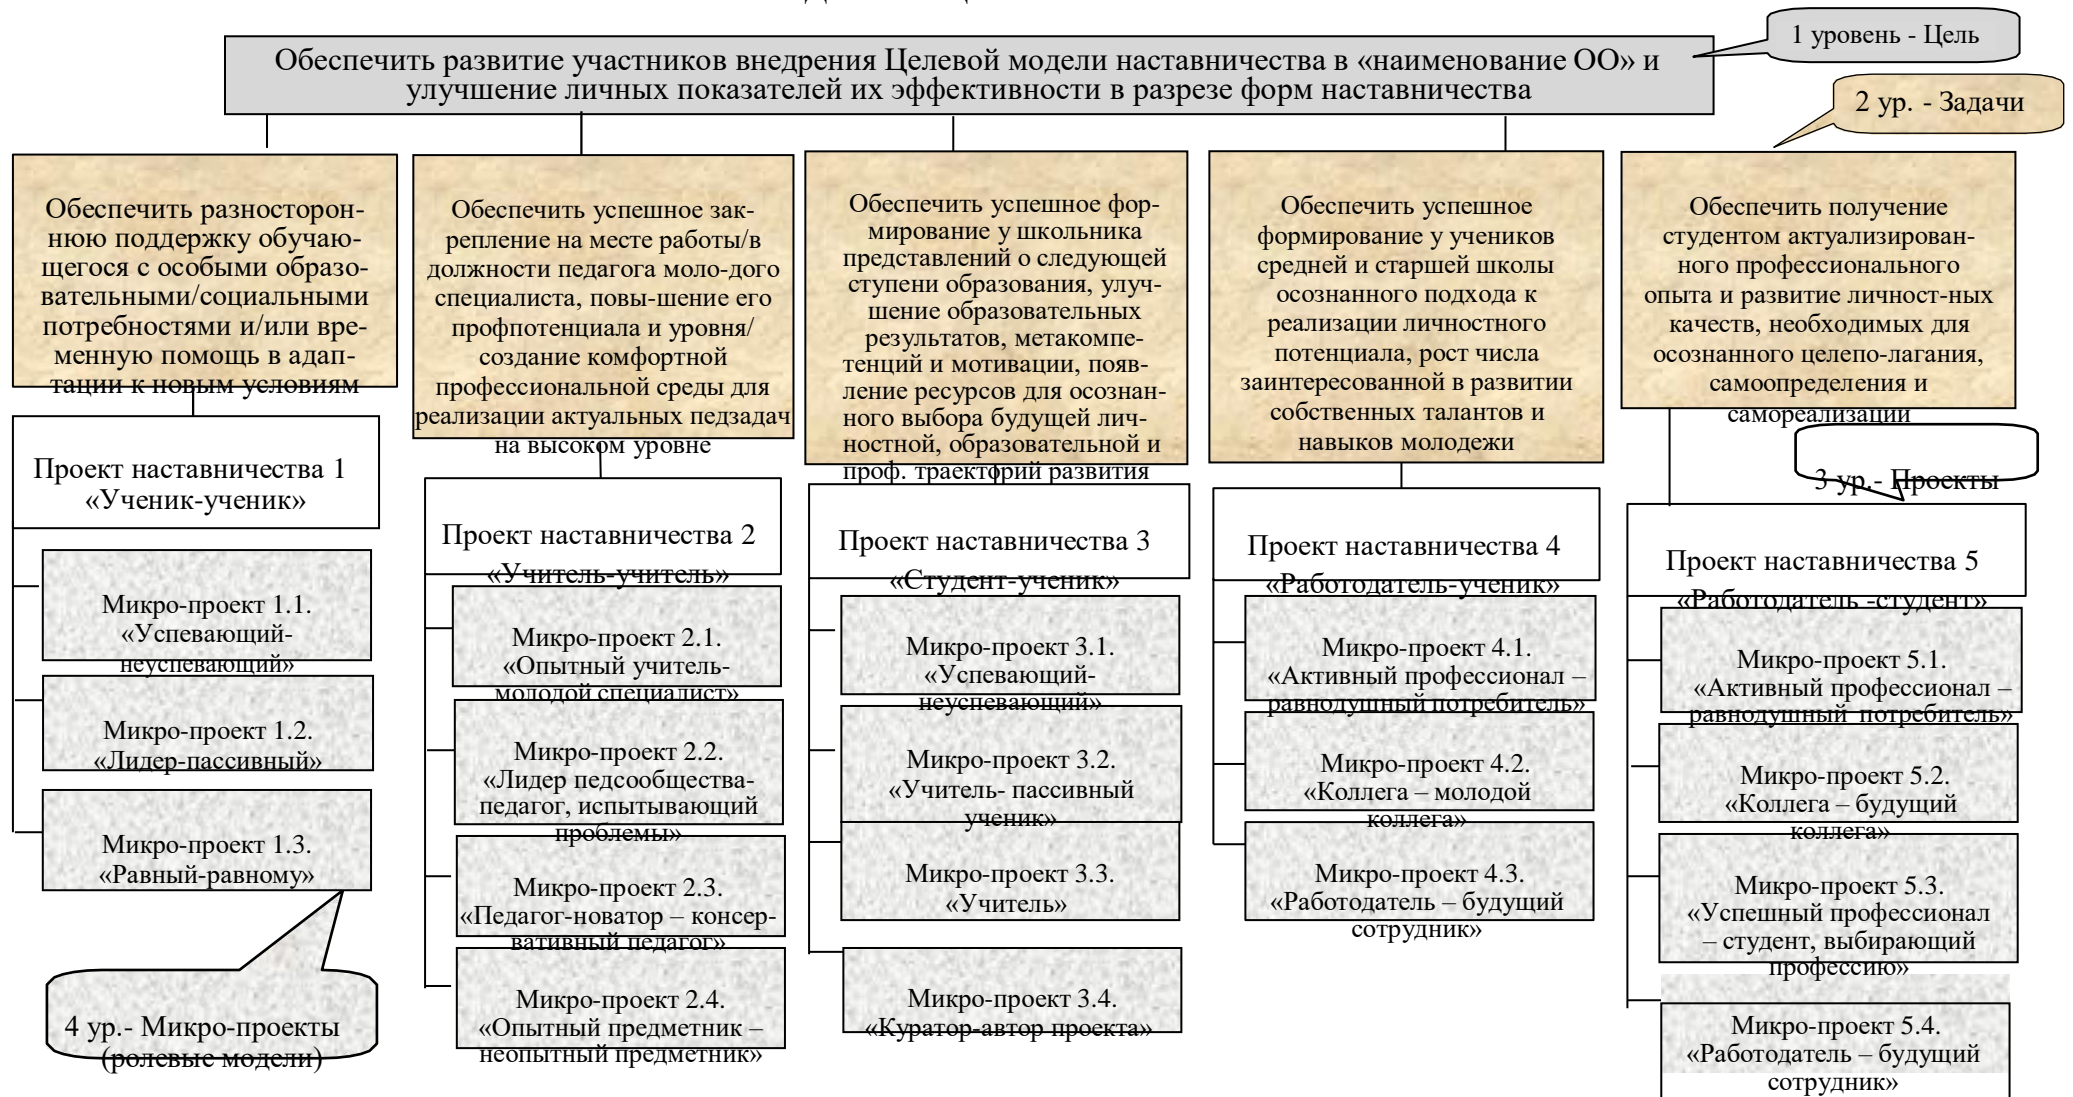 1 уровень - Цель
Обеспечить развитие участников внедрения Целевой модели наставничества в «наименование ОО» и
улучшение личных показателей их эффективности в разрезе форм наставничества
2 ур. - Задачи
Обеспечить разносторон-
нюю поддержку обучаю-
щегося с особыми образо-
вательными/социальными
потребностями и/или вре-
менную помощь в адап-
тации к новым условиям
Обеспечить успешное зак-
репление на месте работы/в
должности педагога моло-дого
специалиста, повы-шение его
профпотенциала и уровня/
создание комфортной
профессиональной среды для
реализации актуальных педзадач
на высоком уровне
Обеспечить успешное фор-
мирование у школьника
представлений о следующей
ступени образования, улуч-
шение образовательных
результатов, метакомпе-
тенций и мотивации, появ-
ление ресурсов для осознан-
ного выбора будущей лич-
ностной, образовательной и
проф. траекторий развития
Обеспечить успешное
формирование у учеников
средней и старшей школы
осознанного подхода к
реализации личностного
потенциала, рост числа
заинтересованной в развитии
собственных талантов и
навыков молодежи
Обеспечить получение
студентом актуализирован-
ного профессионального
опыта и развитие личност-ных
качеств, необходимых для
осознанного целепо-лагания,
самоопределения и
самореализации
3 ур.- Проекты
Проект наставничества 1
«Ученик-ученик»
Микро-проект 1.1.
«Успевающий-
неуспевающий»
Микро-проект 1.2.
«Лидер-пассивный»
Микро-проект 1.3.
«Равный-равному»
4 ур.- Микро-проекты
(ролевые модели)
Проект наставничества 2
«Учитель-учитель»
Микро-проект 2.1.
«Опытный учитель-
молодой специалист»
Микро-проект 2.2.
«Лидер педсообщества-
педагог, испытывающий
проблемы»
Микро-проект 2.3.
«Педагог-новатор – консер-
вативный педагог»
Микро-проект 2.4.
«Опытный предметник –
неопытный предметник»
Проект наставничества 3
«Студент-ученик»
Микро-проект 3.1.
«Успевающий-
неуспевающий»
Микро-проект 3.2.
«Учитель- пассивный
ученик»
Микро-проект 3.3.
«Учитель»
Микро-проект 3.4.
«Куратор-автор проекта»
Проект наставничества 4
«Работодатель-ученик»
Микро-проект 4.1.
«Активный профессионал –
равнодушный потребитель»
Микро-проект 4.2.
«Коллега – молодой
коллега»
Микро-проект 4.3.
«Работодатель – будущий
сотрудник»
Проект наставничества 5
«Работодатель -студент»
Микро-проект 5.1.
«Активный профессионал –
равнодушный потребитель»
Микро-проект 5.2.
«Коллега – будущий
коллега»
Микро-проект 5.3.
«Успешный профессионал
– студент, выбирающий
профессию»
Микро-проект 5.4.
«Работодатель – будущий
сотрудник»